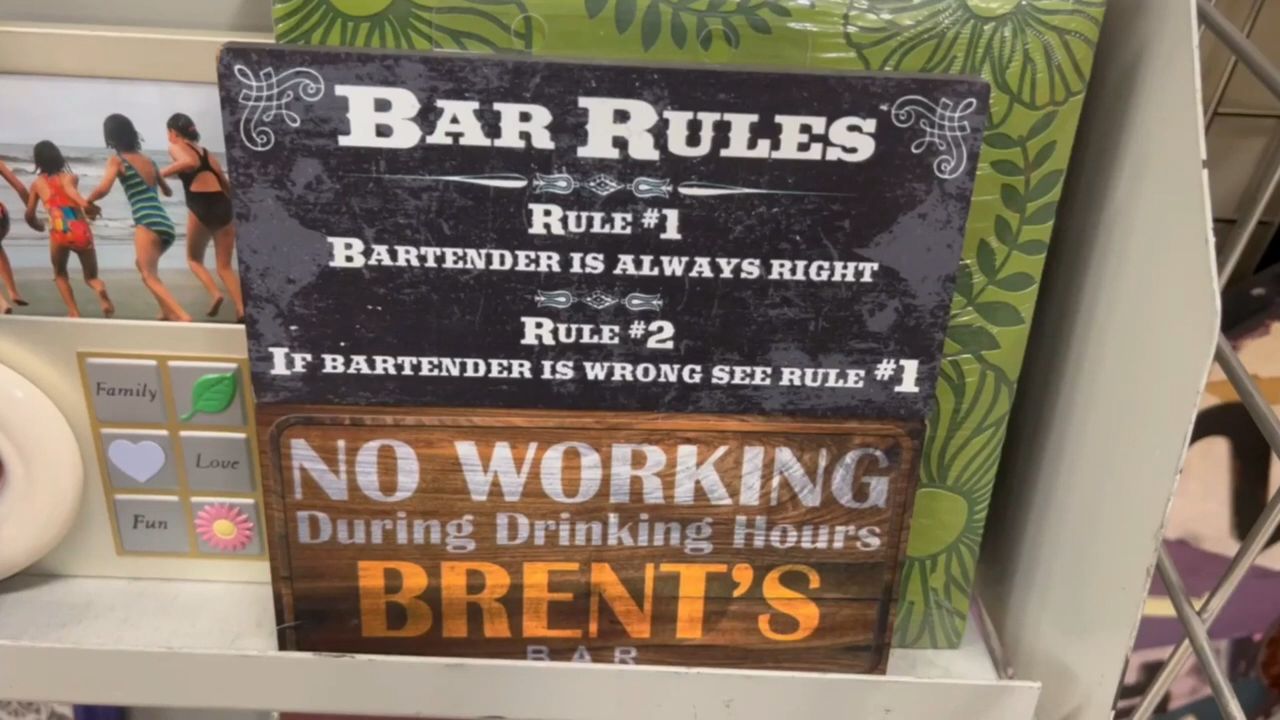 BAR RULES
RULE #1
BARTENDER IS ALWAYS RIGHT
RULE #2
IF BARTENDER IS WRONG SEE RULE #1
NO WORKING
During Drinking Hours
BRENT'S
BAR
Family
Love
Fun